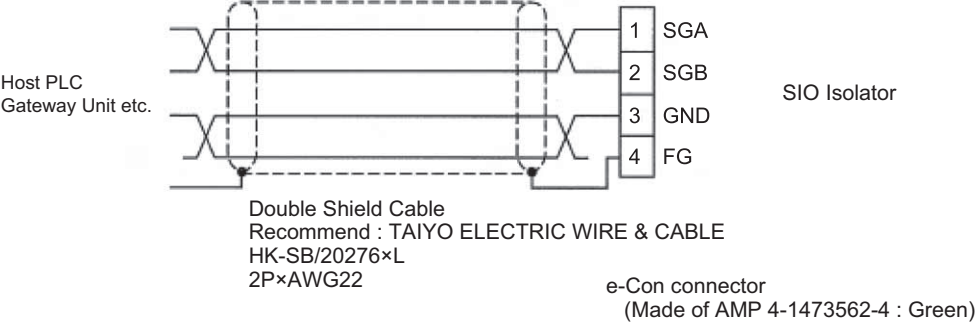 1 SGA
2 SGB
Host PLC
Gateway Unit etc.
SIO Isolator
3 GND
4 FG
Double Shield Cable
Recommend : TAIYO ELECTRIC WIRE & CABLE
HK-SB/20276×L
2P×AWG22
e-Con connector
(Made of AMP 4-1473562-4 : Green)